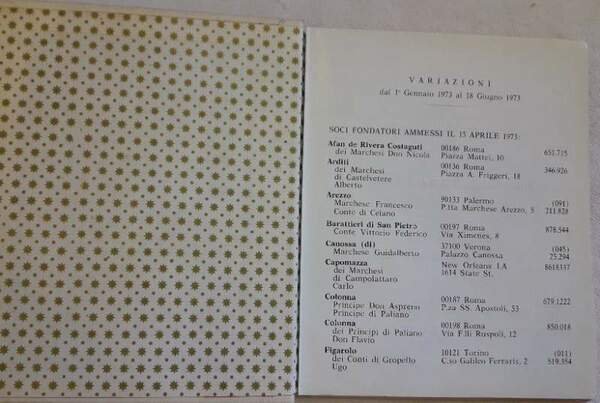 VARIAZIONI
dal 1° Gennaio 1973 al 18 Giugno 1973
SOCI FONDATORI AMMESSI IL 15 APRILE 1973:
Afan de Rivera Costaguti 00186 Roma
dei Marchesi Don Nicola Piazza Mattei, 10 651.715
Arditi 00136 Roma
dei Marchesi Piazza A. Friggeri, 18 346.926
di Castelvetere
Alberto
Arezzo
Marchese Francesco 90133 Palermo (091)
Conte di Celano P.tta Marchese Arezzo, 5 211.828
Barattieri di San Pietro 00197 Roma
Conte Vittorio Federico Via Ximenes, 8 878.544
Canossa (di) 37100 Verona (045)
Marchese Guidalberto Palazzo Canossa 25.294
Capomazza New Orleans LA 8618337
dei Marchesi 1614 State St.
di Campolattaro
Carlo
Colonna 00187 Roma
Principe Don Aspreno P.za SS. Apostoli, 53 679.1222
Principe di Paliano
Colonna 00198 Roma
dei Principi di Paliano Via F.lli Ruspoli, 12 850.018
Don Flavio
Figarolo 10121 Torino (011)
dei Conti di Gropello C.so Galileo Ferraris, 2 519.354
Ugo